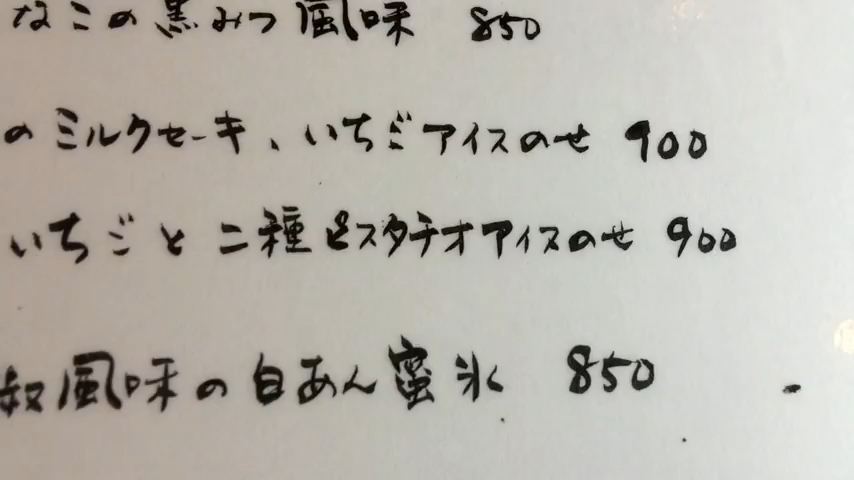 なこの黒みつ風味 850
のミルクセーキ、いちごアイスのせ 900
いちごと二種ピスタチオアイスのせ 900
風味の白あん蜜氷 850